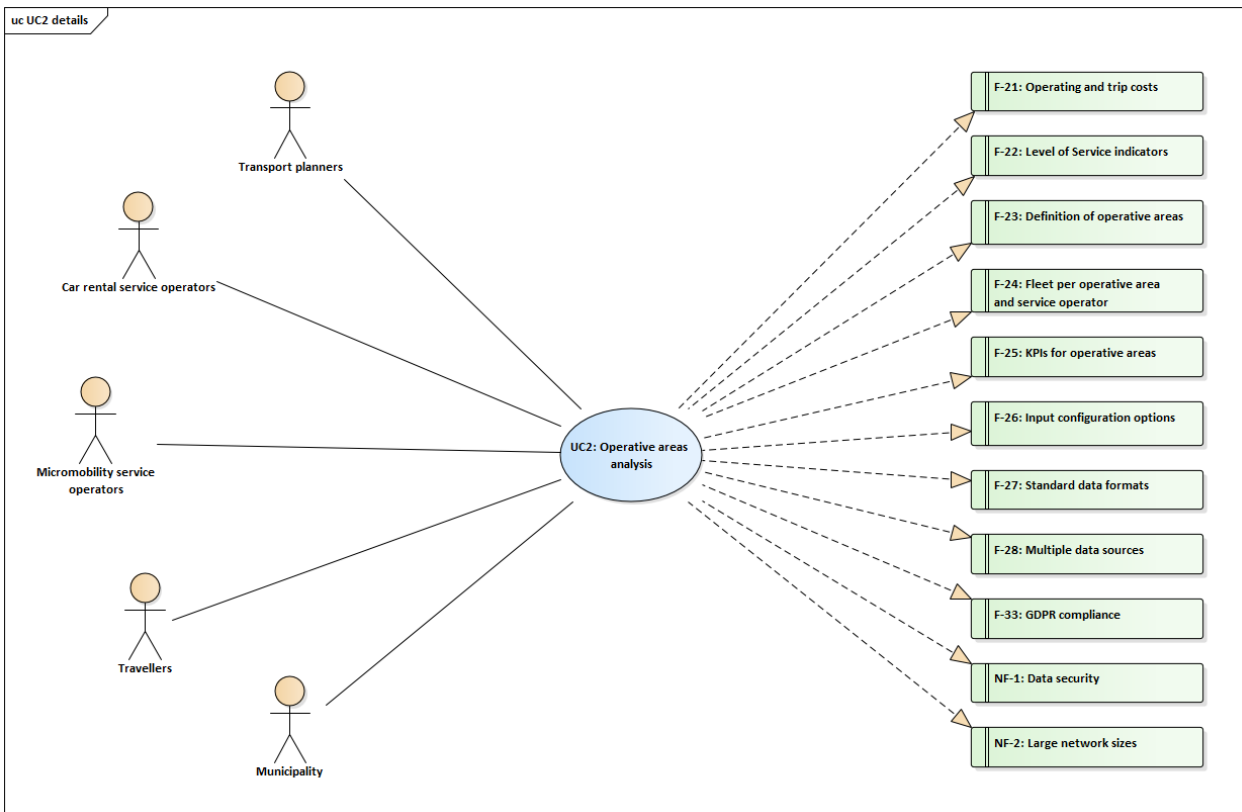 uc UC2 details
Transport planners
Car rental service operators
Micromobility service
operators
Travellers
Municipality
UC2: Operative areas
analysis
F-21: Operating and trip costs
F-22: Level of Service indicators
F-23: Definition of operative areas
F-24: Fleet per operative area
and service operator
F-25: KPIs for operative areas
F-26: Input configuration options
F-27: Standard data formats
F-28: Multiple data sources
F-33: GDPR compliance
NF-1: Data security
NF-2: Large network sizes